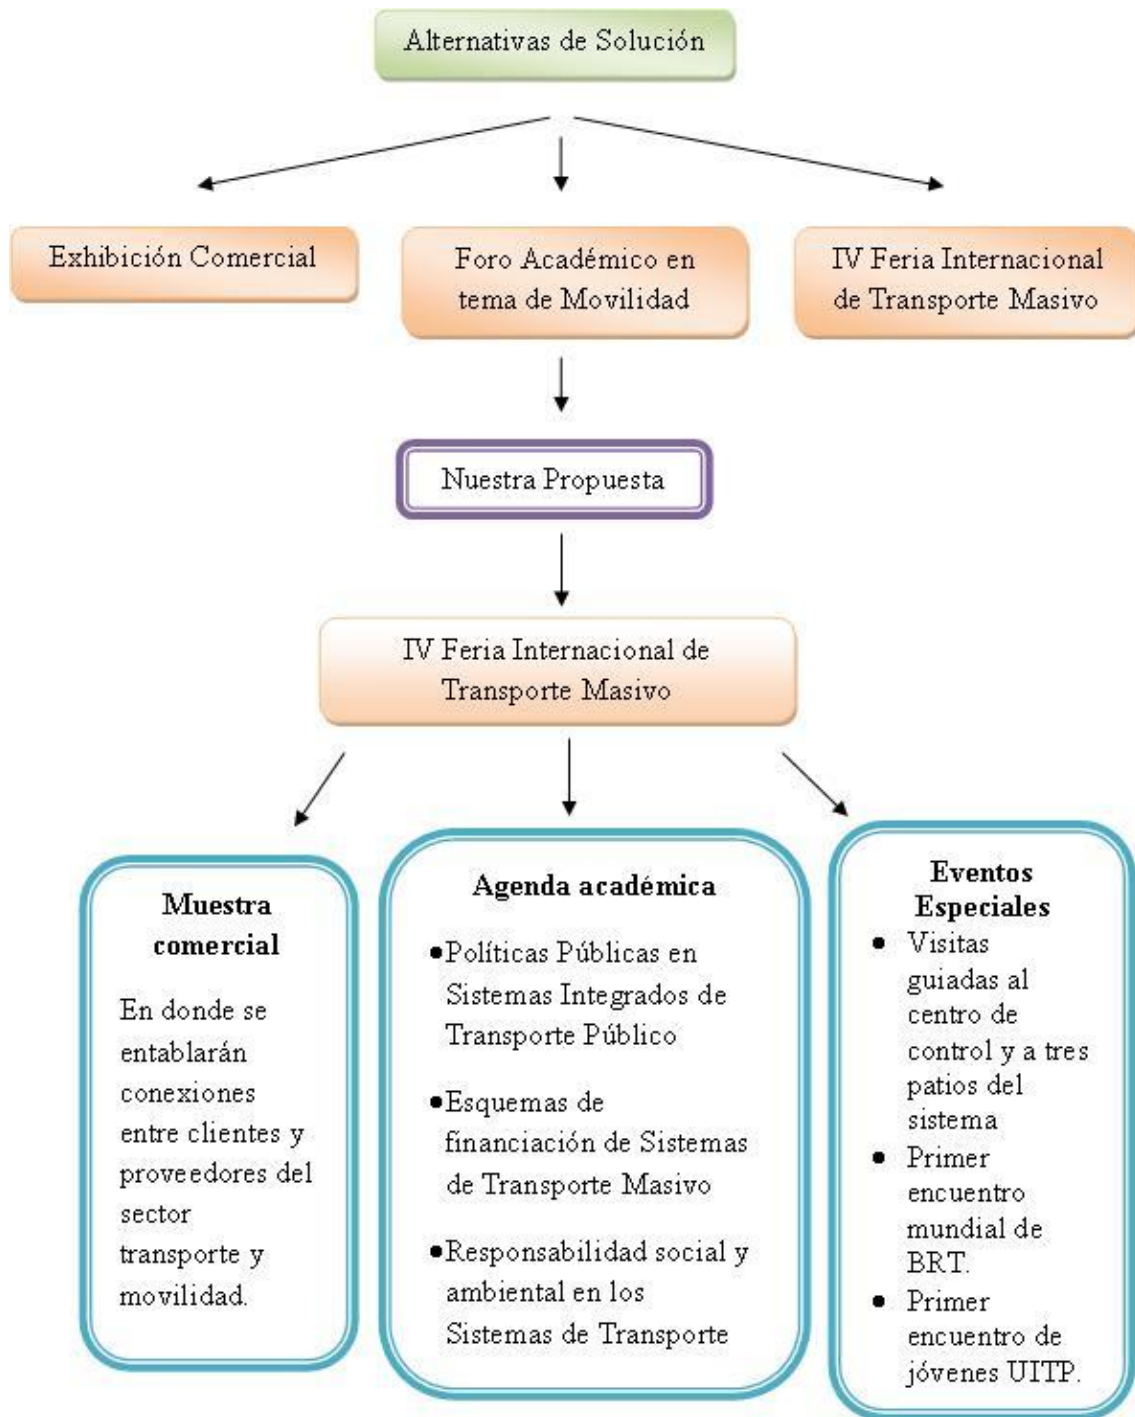 Alternativas de Solución
Exhibición Comercial
Foro Académico en
tema de Movilidad
IV Feria Internacional
de Transporte Masivo
Nuestra Propuesta
IV Feria Internacional de
Transporte Masivo
Muestra
comercial
En donde se
entablarán
conexiones
entre clientes y
proveedores del
sector
transporte y
movilidad.
Agenda académica
●Políticas Públicas en
Sistemas Integrados de
Transporte Público
●Esquemas de
financiación de Sistemas
de Transporte Masivo
●Responsabilidad social y
ambiental en los
Sistemas de Transporte
Eventos
Especiales
● Visitas
guiadas al
centro de
control y a tres
patios del
sistema
● Primer
encuentro
mundial de
BRT.
● Primer
encuentro de
jóvenes UITP.